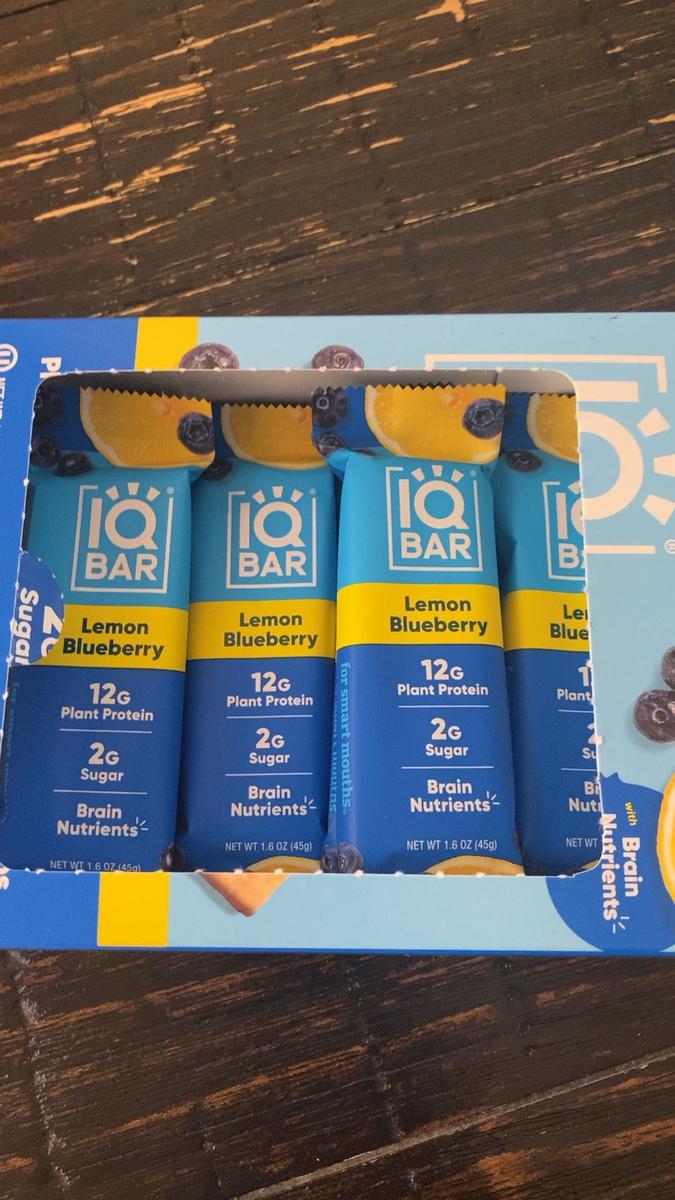 IQ
BAR
Lemon
Blueberry
12G
Plant Protein
2G
Sugar
Brain
Nutrients
NET WT 1.6 OZ (45g)
IQ
BAR
Lemon
Blueberry
12G
Plant Protein
2G
Sugar
Brain
Nutrients
NET WT 1.6 OZ (45g)
for smart mouths®
IQ
BAR®
Lemon
Blueberry
12G
Plant Protein
2G
Sugar
Brain
Nutrients
NET WT 1.6 OZ (45g)
NET WT
with
Brain
Nutrients